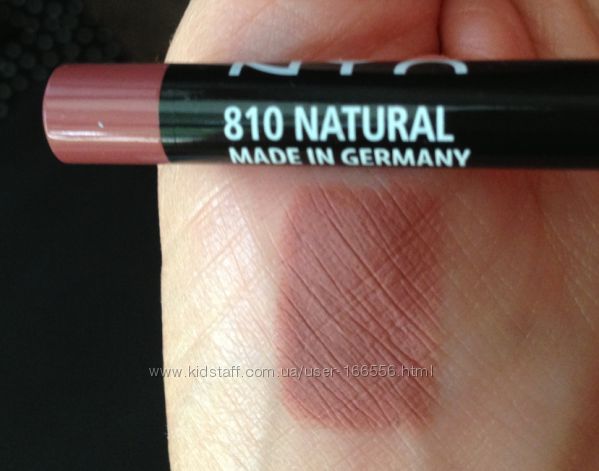 810 NATURAL
MADE IN GERMANY
www.kidstaff.com.ua/user-166556.html